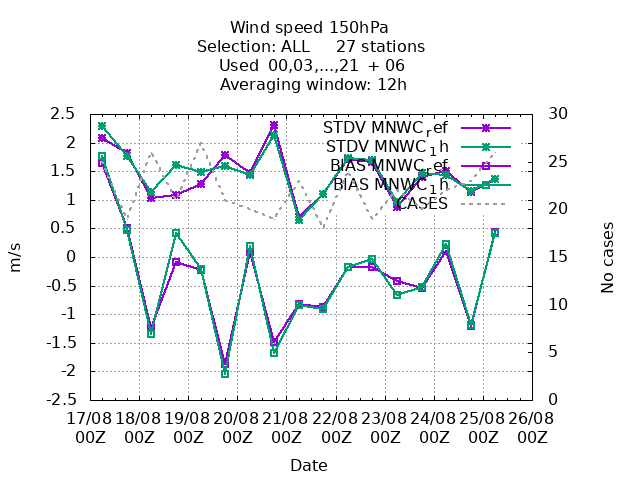 Wind speed 150hPa
Selection: ALL     27 stations
Used  00,03,...,21  + 06
Averaging window: 12h
STDV MNWC_ref
STDV MNWC_1h
BIAS MNWC_ref
BIAS MNWC_1h
CASES
2.5
2
1.5
1
0.5
0
-0.5
-1
-1.5
-2
-2.5
m/s
30
25
20
15
10
5
0
No cases
17/08 18/08 19/08 20/08 21/08 22/08 23/08 24/08 25/08 26/08
00Z 00Z 00Z 00Z 00Z 00Z 00Z 00Z 00Z 00Z
Date